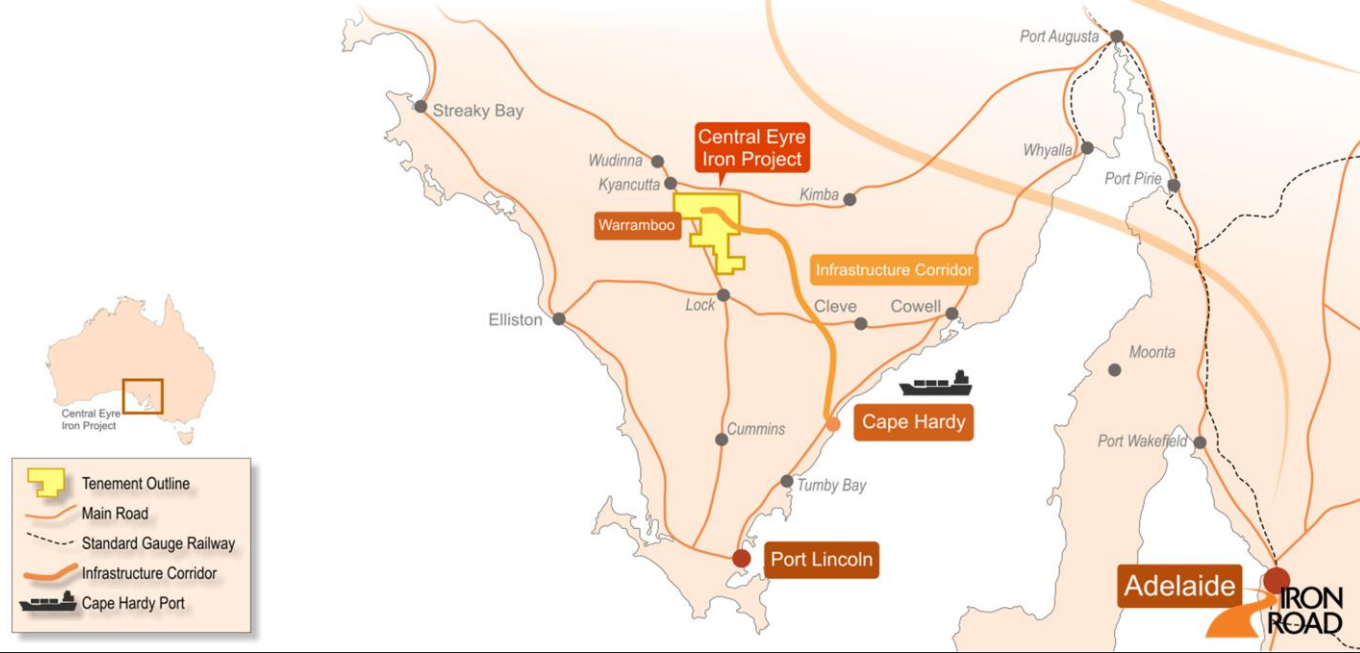 Port Augusta
Streaky Bay
Central Eyre
Iron Project
Wudinna
Whyalla
Kyancutta
Kimba
Port Pirie
Warramboo
Infrastructure Corridor
Lock
Cleve
Cowell
Elliston
Moonta
Central Eyre
Iron Project
Cape Hardy
Cummins
Port Wakefield
Tumby Bay
Tenement Outline
Main Road
Standard Gauge Railway
Infrastructure Corridor
Cape Hardy Port
Port Lincoln
Adelaide
IRON
ROAD